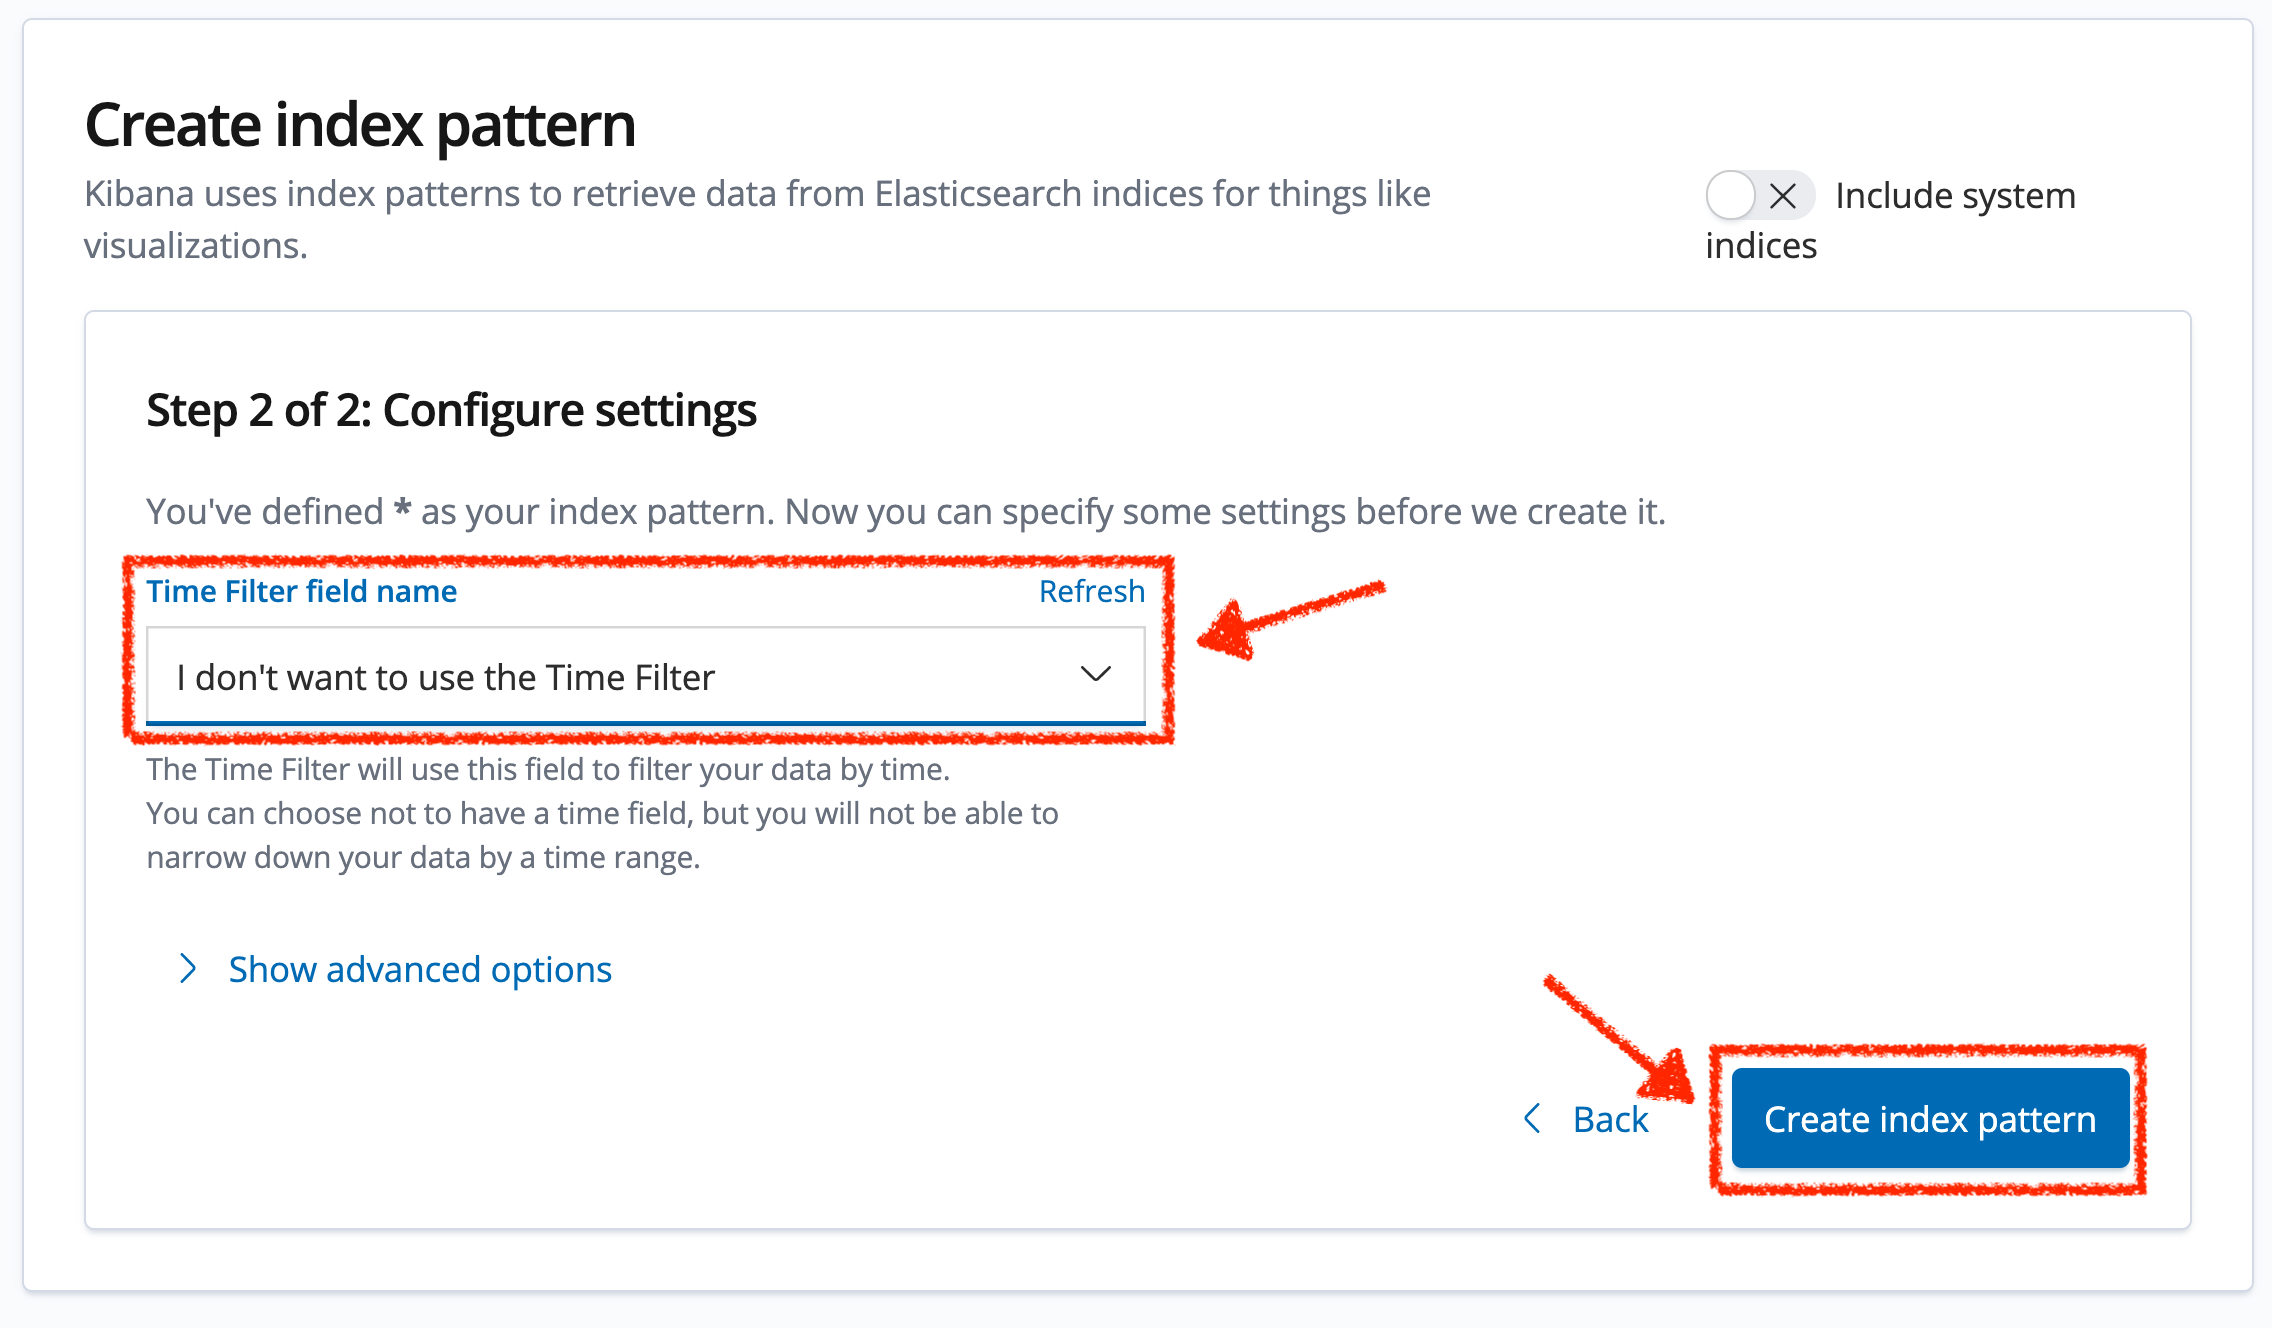 Create index pattern
Kibana uses index patterns to retrieve data from Elasticsearch indices for things like
visualizations.
Include system
indices
Step 2 of 2: Configure settings
You've defined * as your index pattern. Now you can specify some settings before we create it.
Time Filter field name
Refresh
I don't want to use the Time Filter
The Time Filter will use this field to filter your data by time.
You can choose not to have a time field, but you will not be able to
narrow down your data by a time range.
Show advanced options
Back
Create index pattern